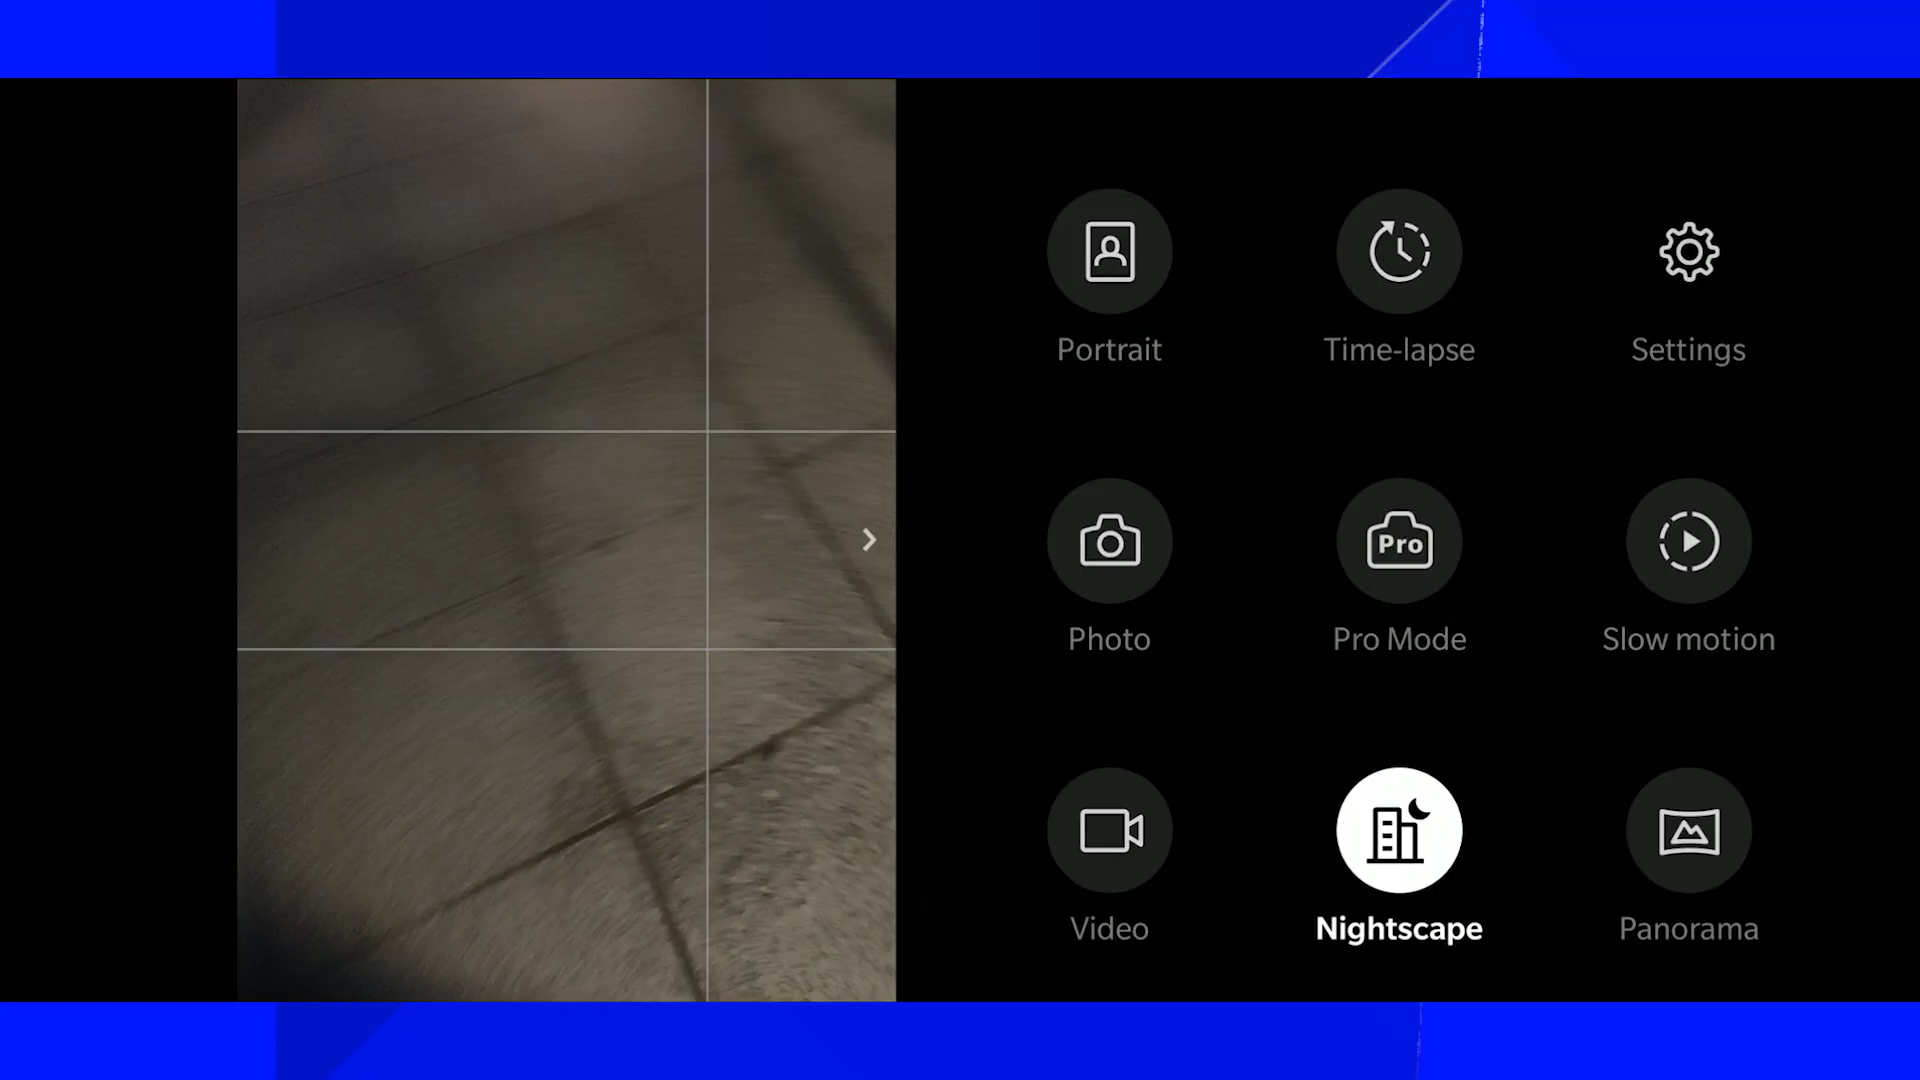 Portrait
Time-lapse
Settings
Photo
Pro
Pro Mode
Slow motion
Video
Nightscape
Panorama